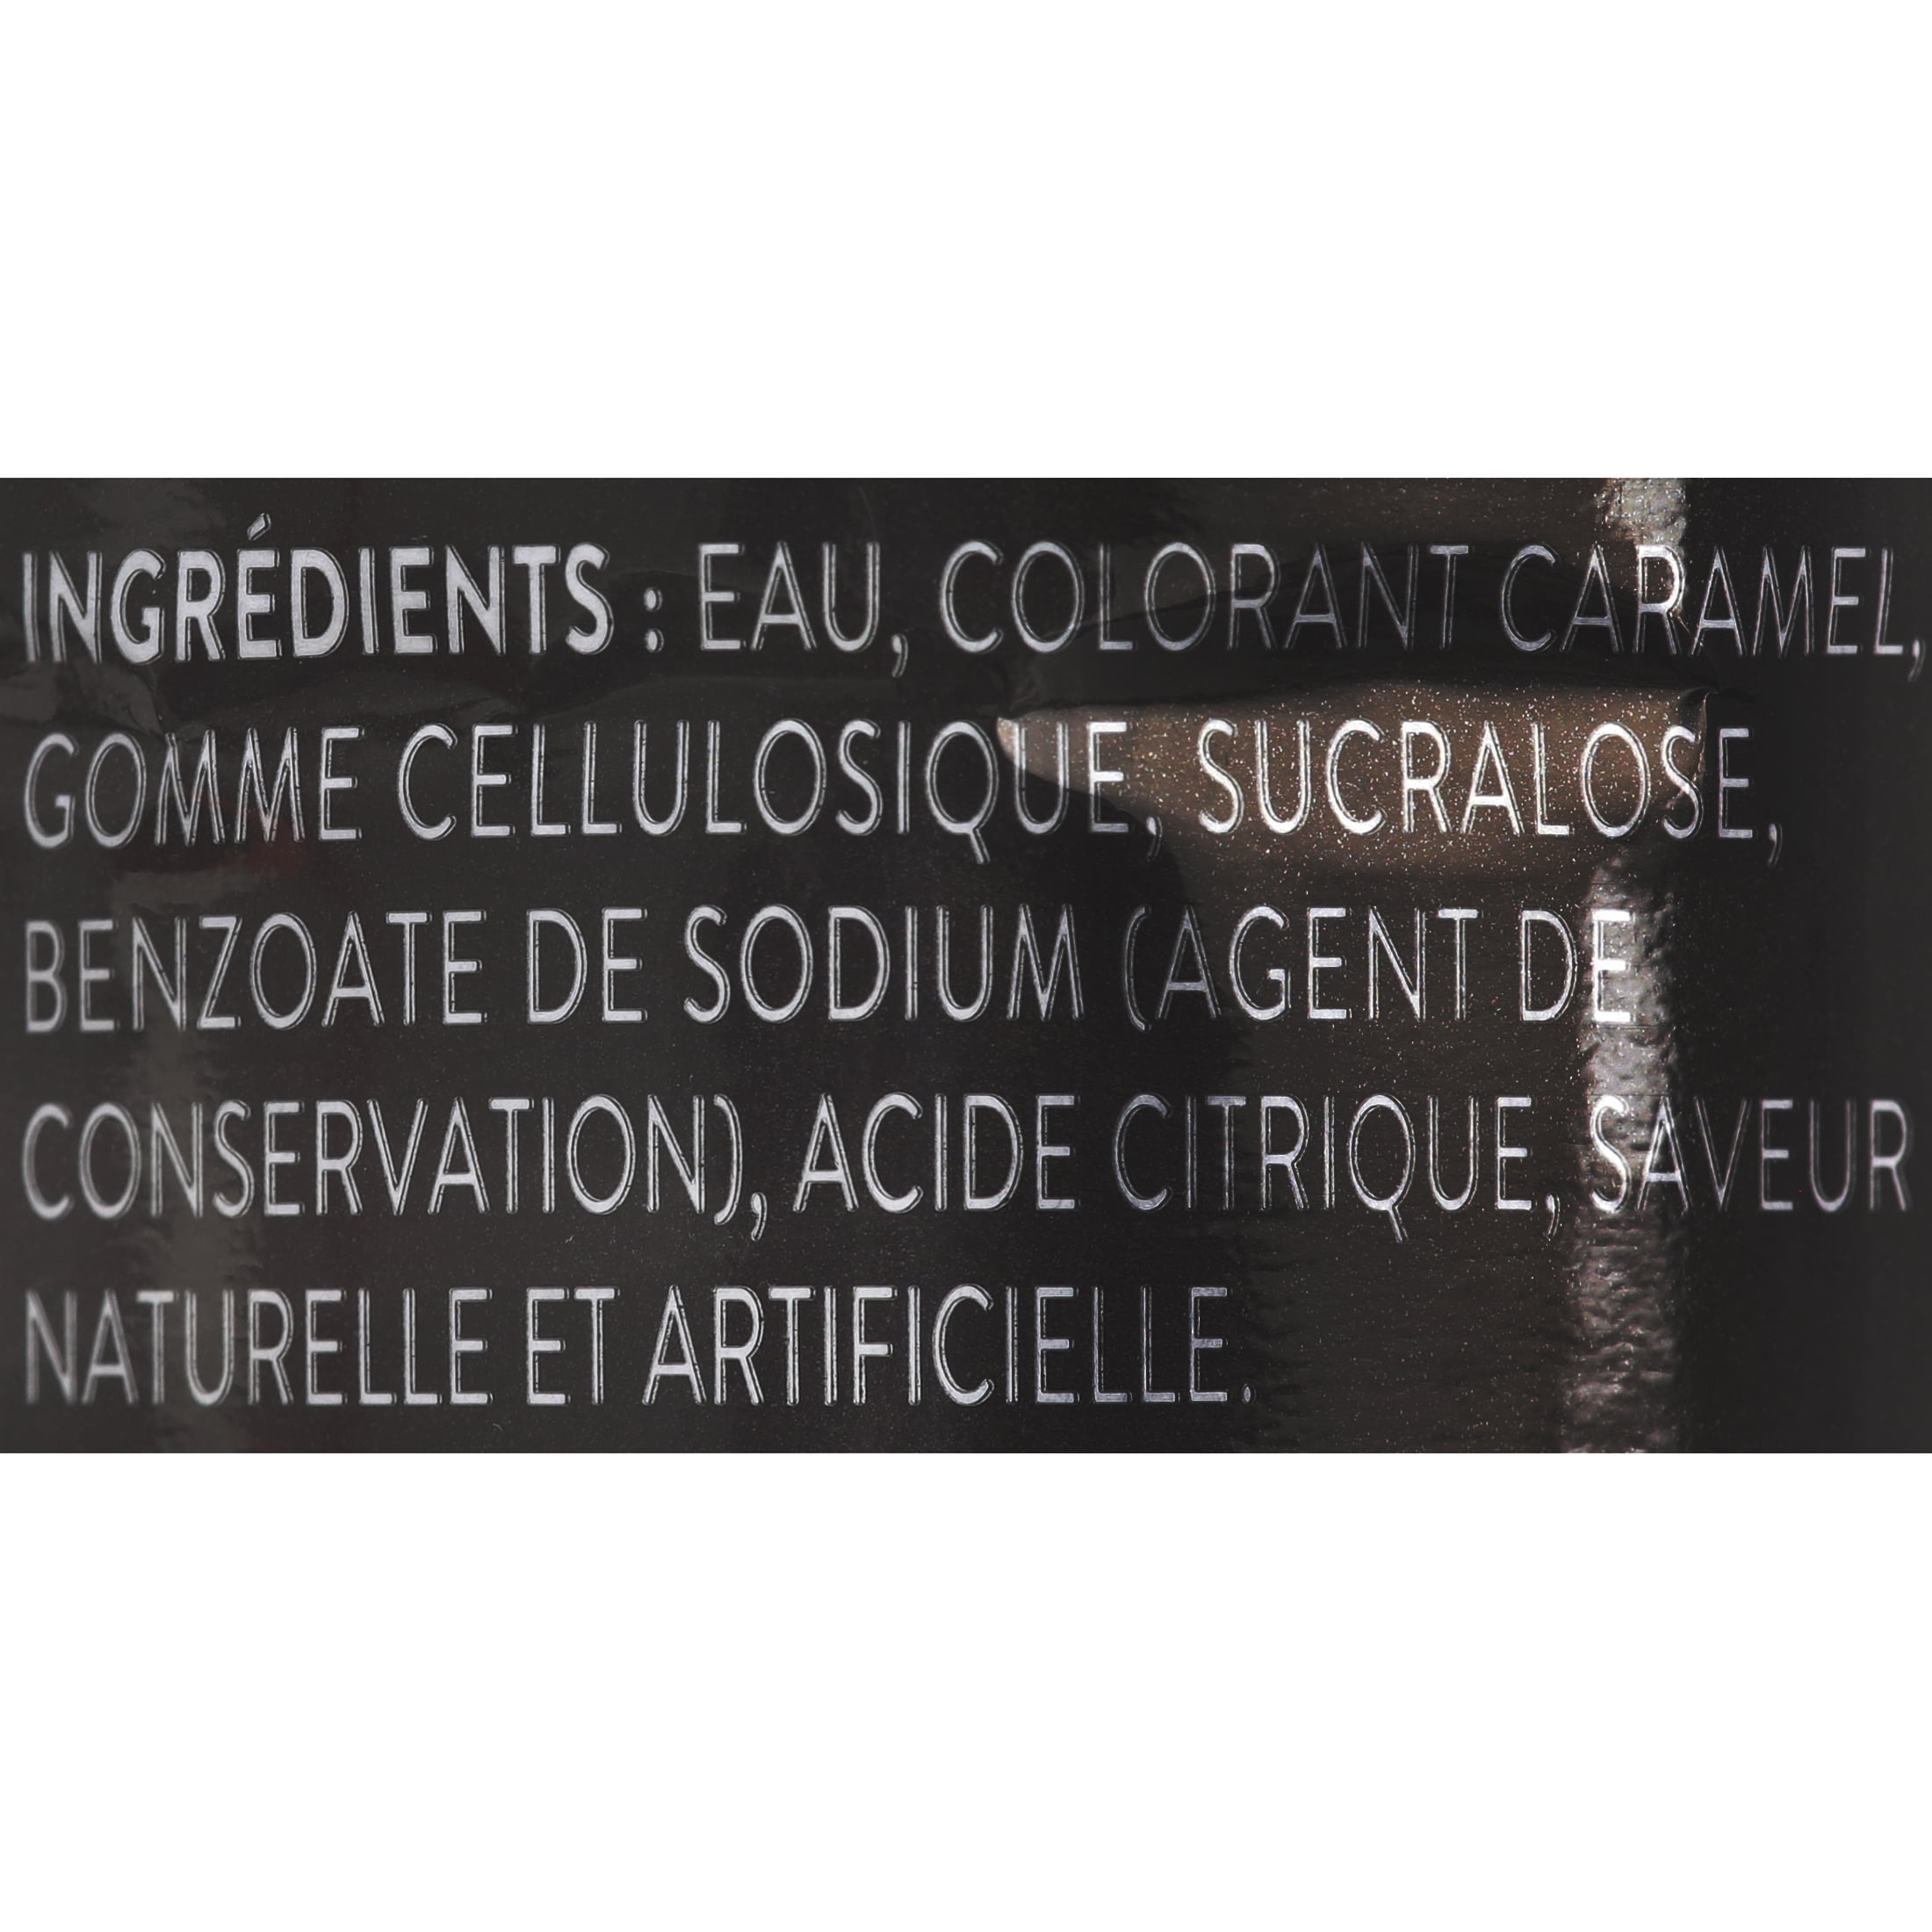 INGRÉDIENTS : EAU, COLORANT CARAMEL,
GOMME CELLULOSIQUE, SUCRALOSE,
BENZOATE DE SODIUM (AGENT DE
CONSERVATION), ACIDE CITRIQUE, SAVEUR
NATURELLE ET ARTIFICIELLE.